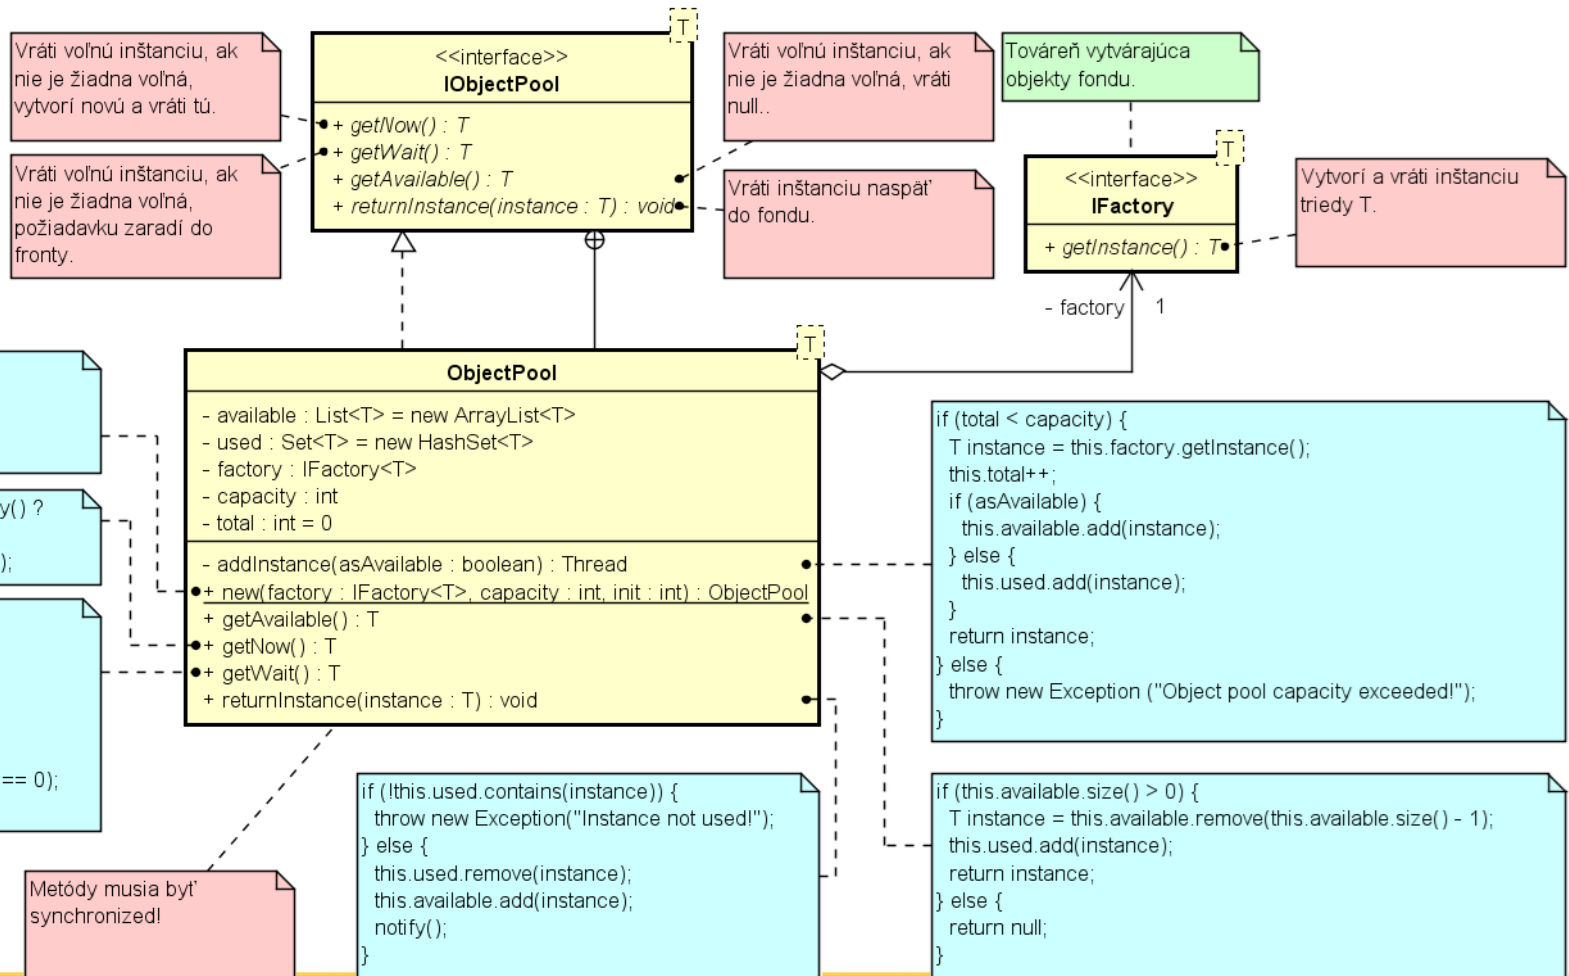 Vráti voľnú inštanciu, ak
nie je žiadna voľná,
vytvorí novú a vráti tú.
Vráti voľnú inštanciu, ak
nie je žiadna voľná,
požiadavku zaradí do
fronty.
T
<<interface>>
IObjectPool
+ getNow() : T
+ getWait() : T
+ getAvailable() : T
+ returnInstance(instance : T) : void
Vráti voľnú inštanciu, ak
nie je žiadna voľná, vráti
null..
Vráti inštanciu naspäť
do fondu.
Továreň vytvárajúca
objekty fondu.
T
<<interface>>
IFactory
+ getInstance() : T
Vytvorí a vráti inštanciu
triedy T.
- factory 1
T
ObjectPool
- available : List<T> = new ArrayList<T>
- used : Set<T> = new HashSet<T>
- factory : IFactory<T>
- capacity : int
- total : int = 0
- addInstance(asAvailable : boolean) : Thread
+ new(factory : IFactory<T>, capacity : int, init : int) : ObjectPool
+ getAvailable() : T
+ getNow() : T
+ getWait() : T
+ returnInstance(instance : T) : void
y() ?
);
== 0);
if (total < capacity) {
T instance = this.factory.getInstance();
this.total++;
if (asAvailable) {
this.available.add(instance);
} else {
this.used.add(instance);
}
return instance;
} else {
throw new Exception ("Object pool capacity exceeded!");
}
Metódy musia byť
synchronized!
if (!this.used.contains(instance)) {
throw new Exception("Instance not used!");
} else {
this.used.remove(instance);
this.available.add(instance);
notify();
}
if (this.available.size() > 0) {
T instance = this.available.remove(this.available.size() - 1);
this.used.add(instance);
return instance;
} else {
return null;
}